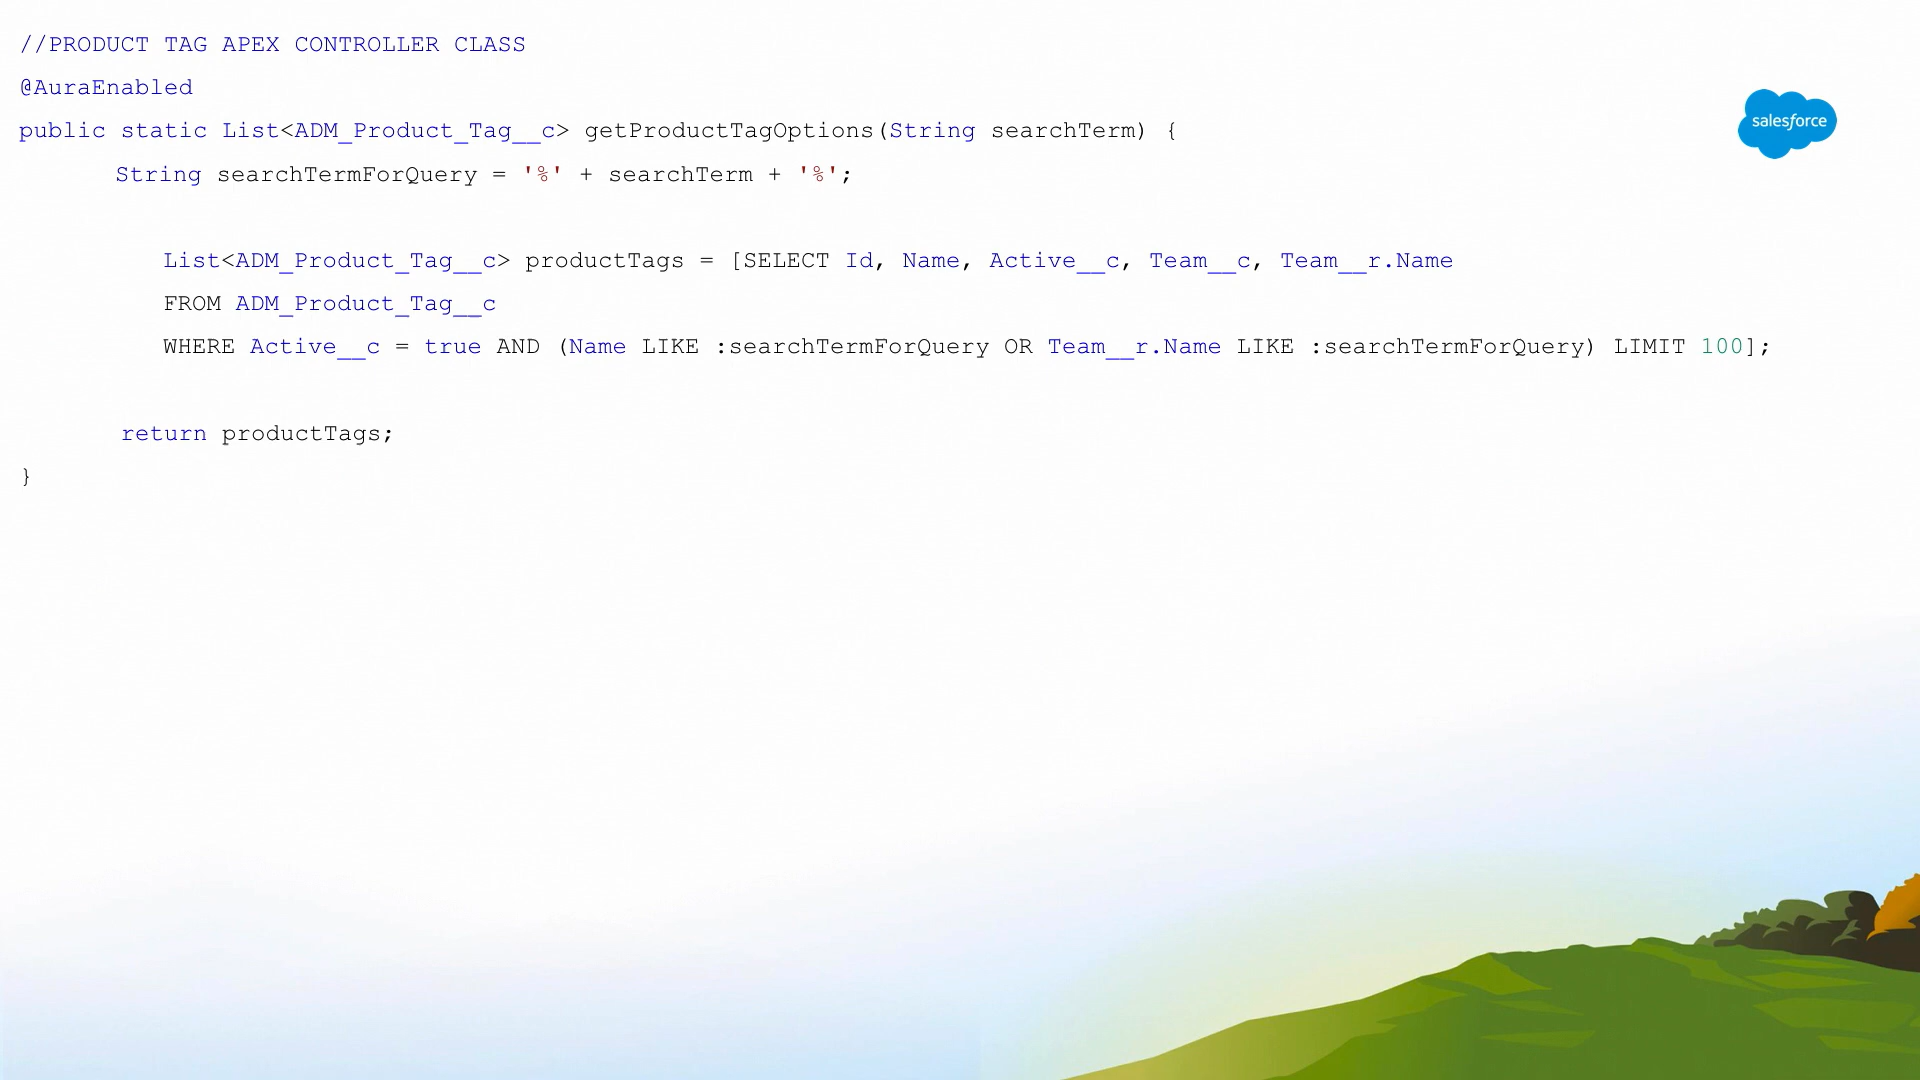 //PRODUCT TAG APEX CONTROLLER CLASS
@AuraEnabled
public static List<ADM_Product_Tag__c> getProductTagOptions(String searchTerm) {
salesforce
String searchTermForQuery = '%' + searchTerm + '%';
List<ADM_Product_Tag__c> productTags = [SELECT Id, Name, Active__c, Team__c, Team__r.Name
FROM ADM_Product_Tag__c
WHERE Active__c = true AND (Name LIKE :searchTermForQuery OR Team__r.Name LIKE :searchTermForQuery) LIMIT 100];
return productTags;
}